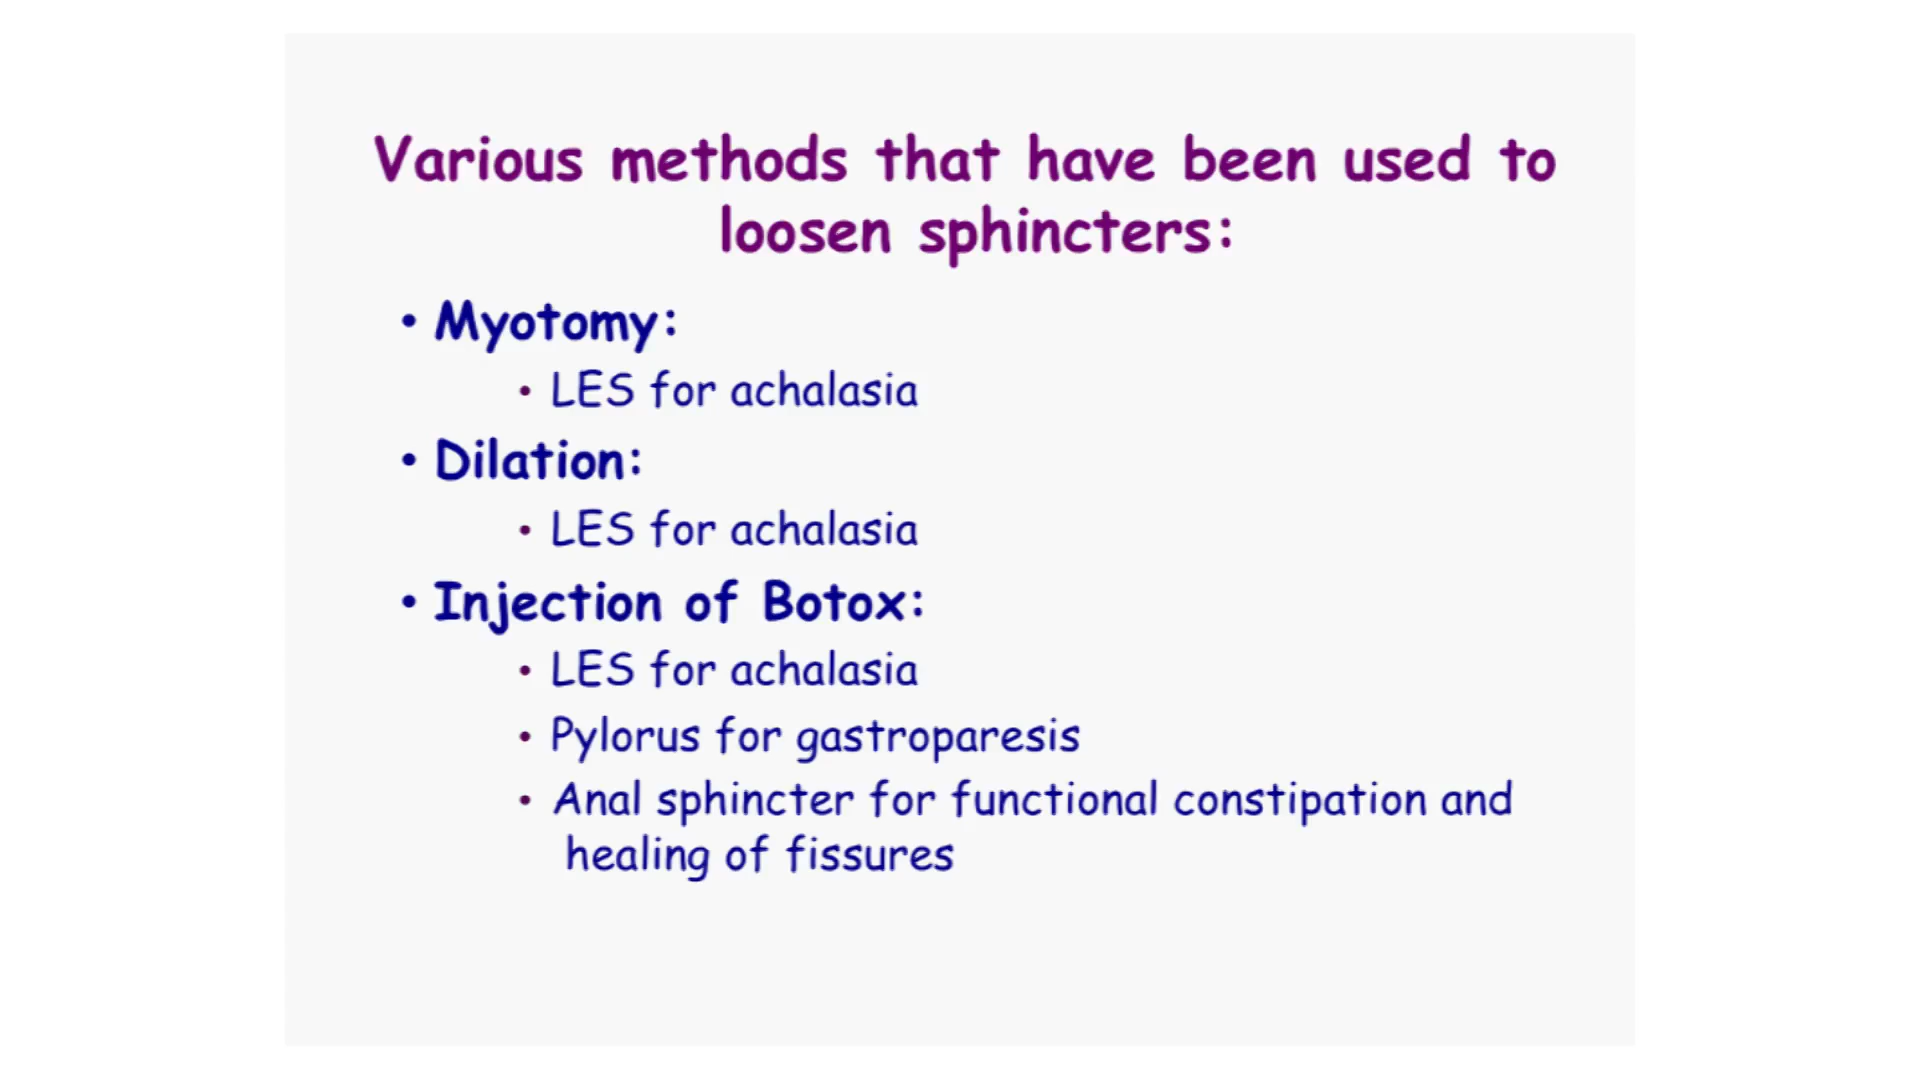 Various methods that have been used to
loosen sphincters:
• Myotomy:
• LES for achalasia
• Dilation:
• LES for achalasia
• Injection of Botox:
• LES for achalasia
• Pylorus for gastroparesis
• Anal sphincter for functional constipation and
healing of fissures